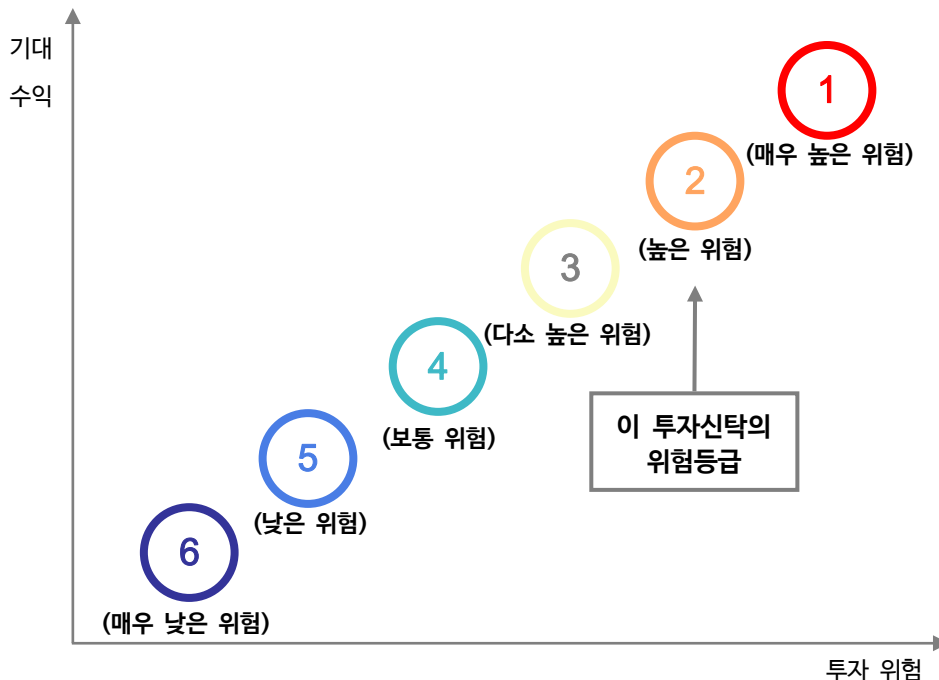 기대
수익
1
(매우 높은 위험)
2
(높은 위험)
3
(다소 높은 위험)
4
(보통 위험)
이 투자신탁의
위험등급
5
(낮은 위험)
6
(매우 낮은 위험)
투자 위험